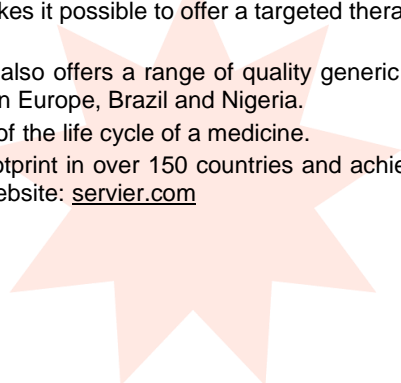 kes it possible to offer a targeted thera
also offers a range of quality generic
n Europe, Brazil and Nigeria.
of the life cycle of a medicine.
otprint in over 150 countries and achie
ebsite: servier.com